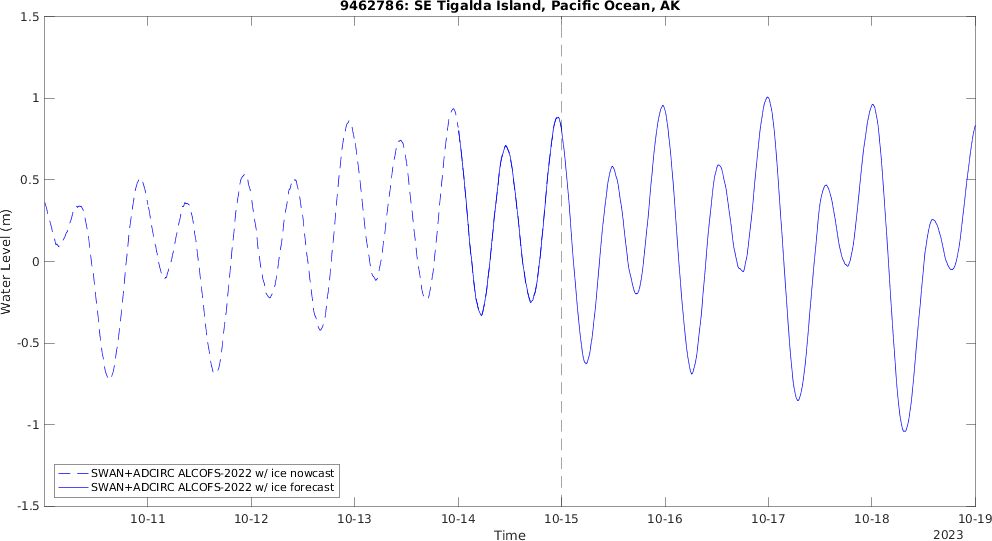 9462786: SE Tigalda Island, Pacific Ocean, AK
1.5
1
0.5
0
-0.5
-1
-1.5
Water Level (m)
SWAN+ADCIRC ALCOFS-2022 w/ ice nowcast
SWAN+ADCIRC ALCOFS-2022 w/ ice forecast
10-11 10-12 10-13 10-14 10-15 10-16 10-17 10-18 10-19
Time
2023